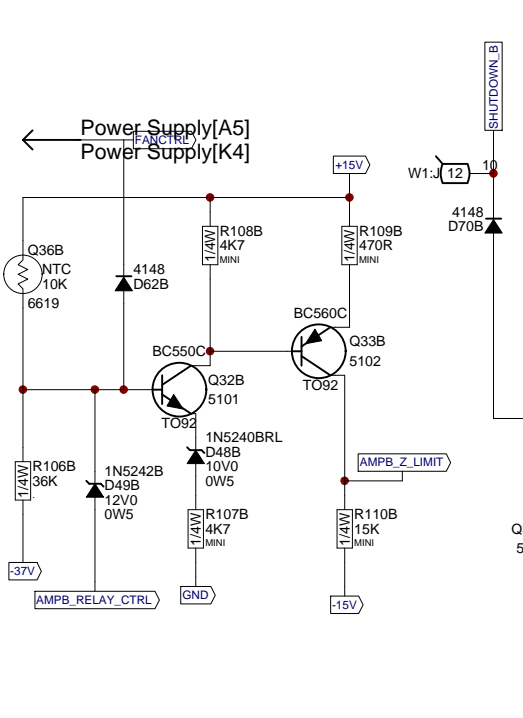 SHUTDOWN_B
Power Supply[A5]
FANCTRL
Power Supply[K4]
+15V
W1:J
12
10
4148
D70B
R108B
4K7
MINI
1/4W
R109B
470R
MINI
1/4W
Q36B
NTC
10K
6619
4148
D62B
BC560C
Q33B
5102
TO92
BC550C
Q32B
5101
TO92
1N5240BRL
D48B
10V0
0W5
AMPB_Z_LIMIT
R106B
36K
1/4W
1N5242B
D49B
12V0
0W5
R107B
4K7
MINI
1/4W
R110B
15K
MINI
1/4W
Q
5
-37V
AMPB_RELAY_CTRL
GND
-15V